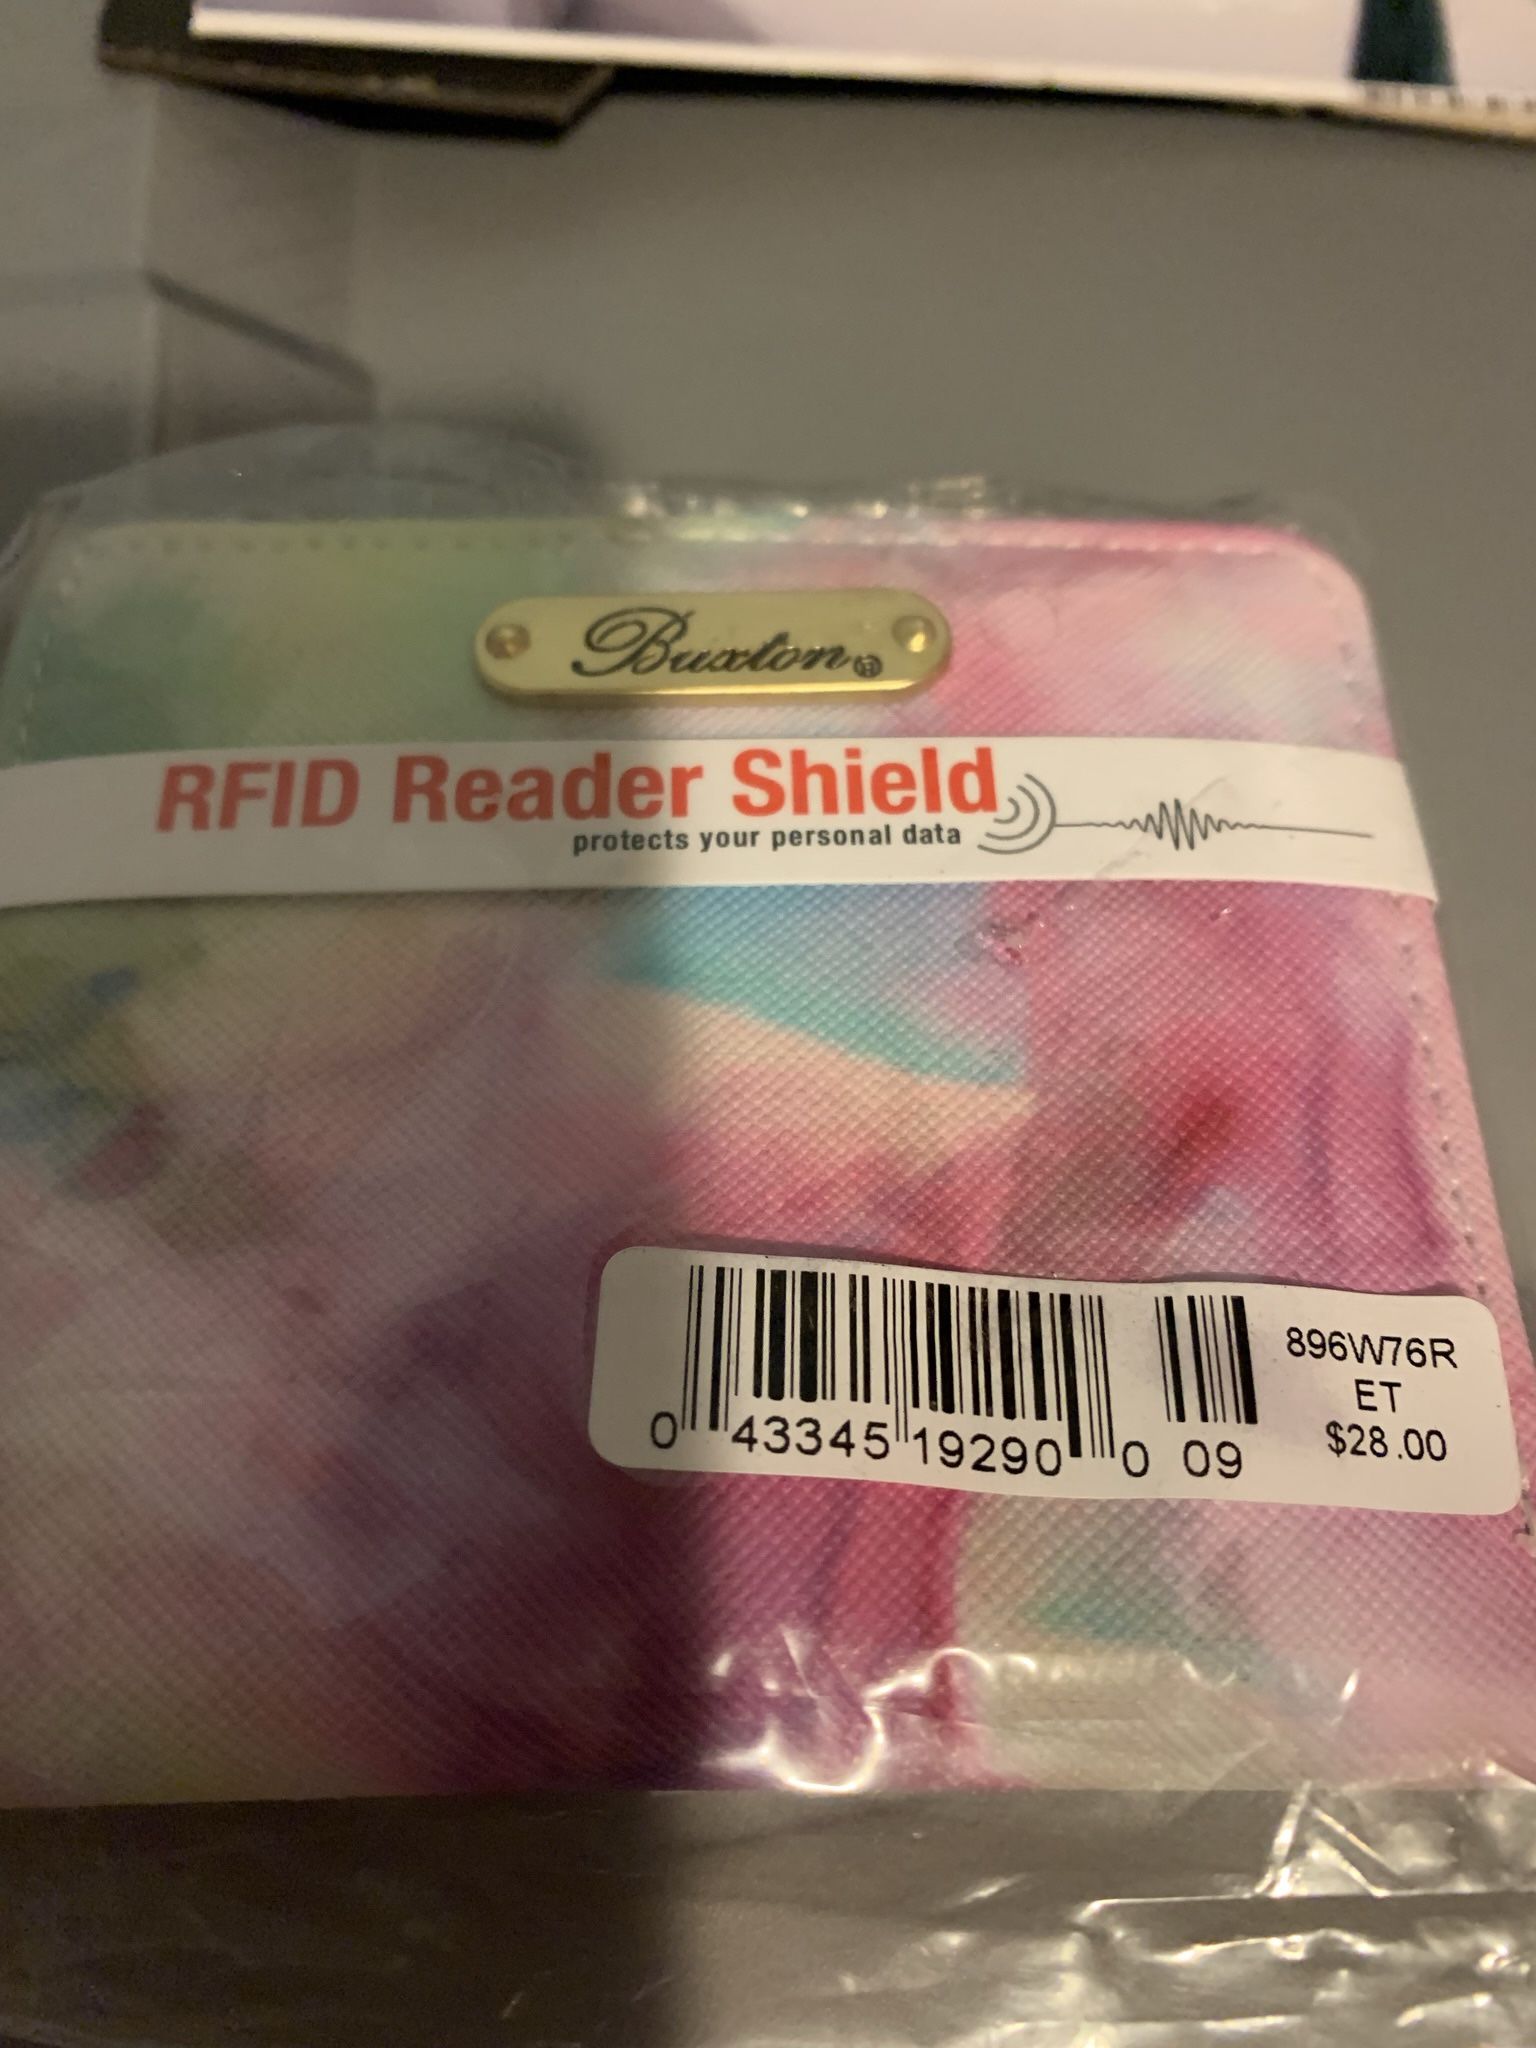 Buxton®
RFID Reader Shield
protects your personal data
896W76R
ET
$28.00
0 43345 19290 0 09